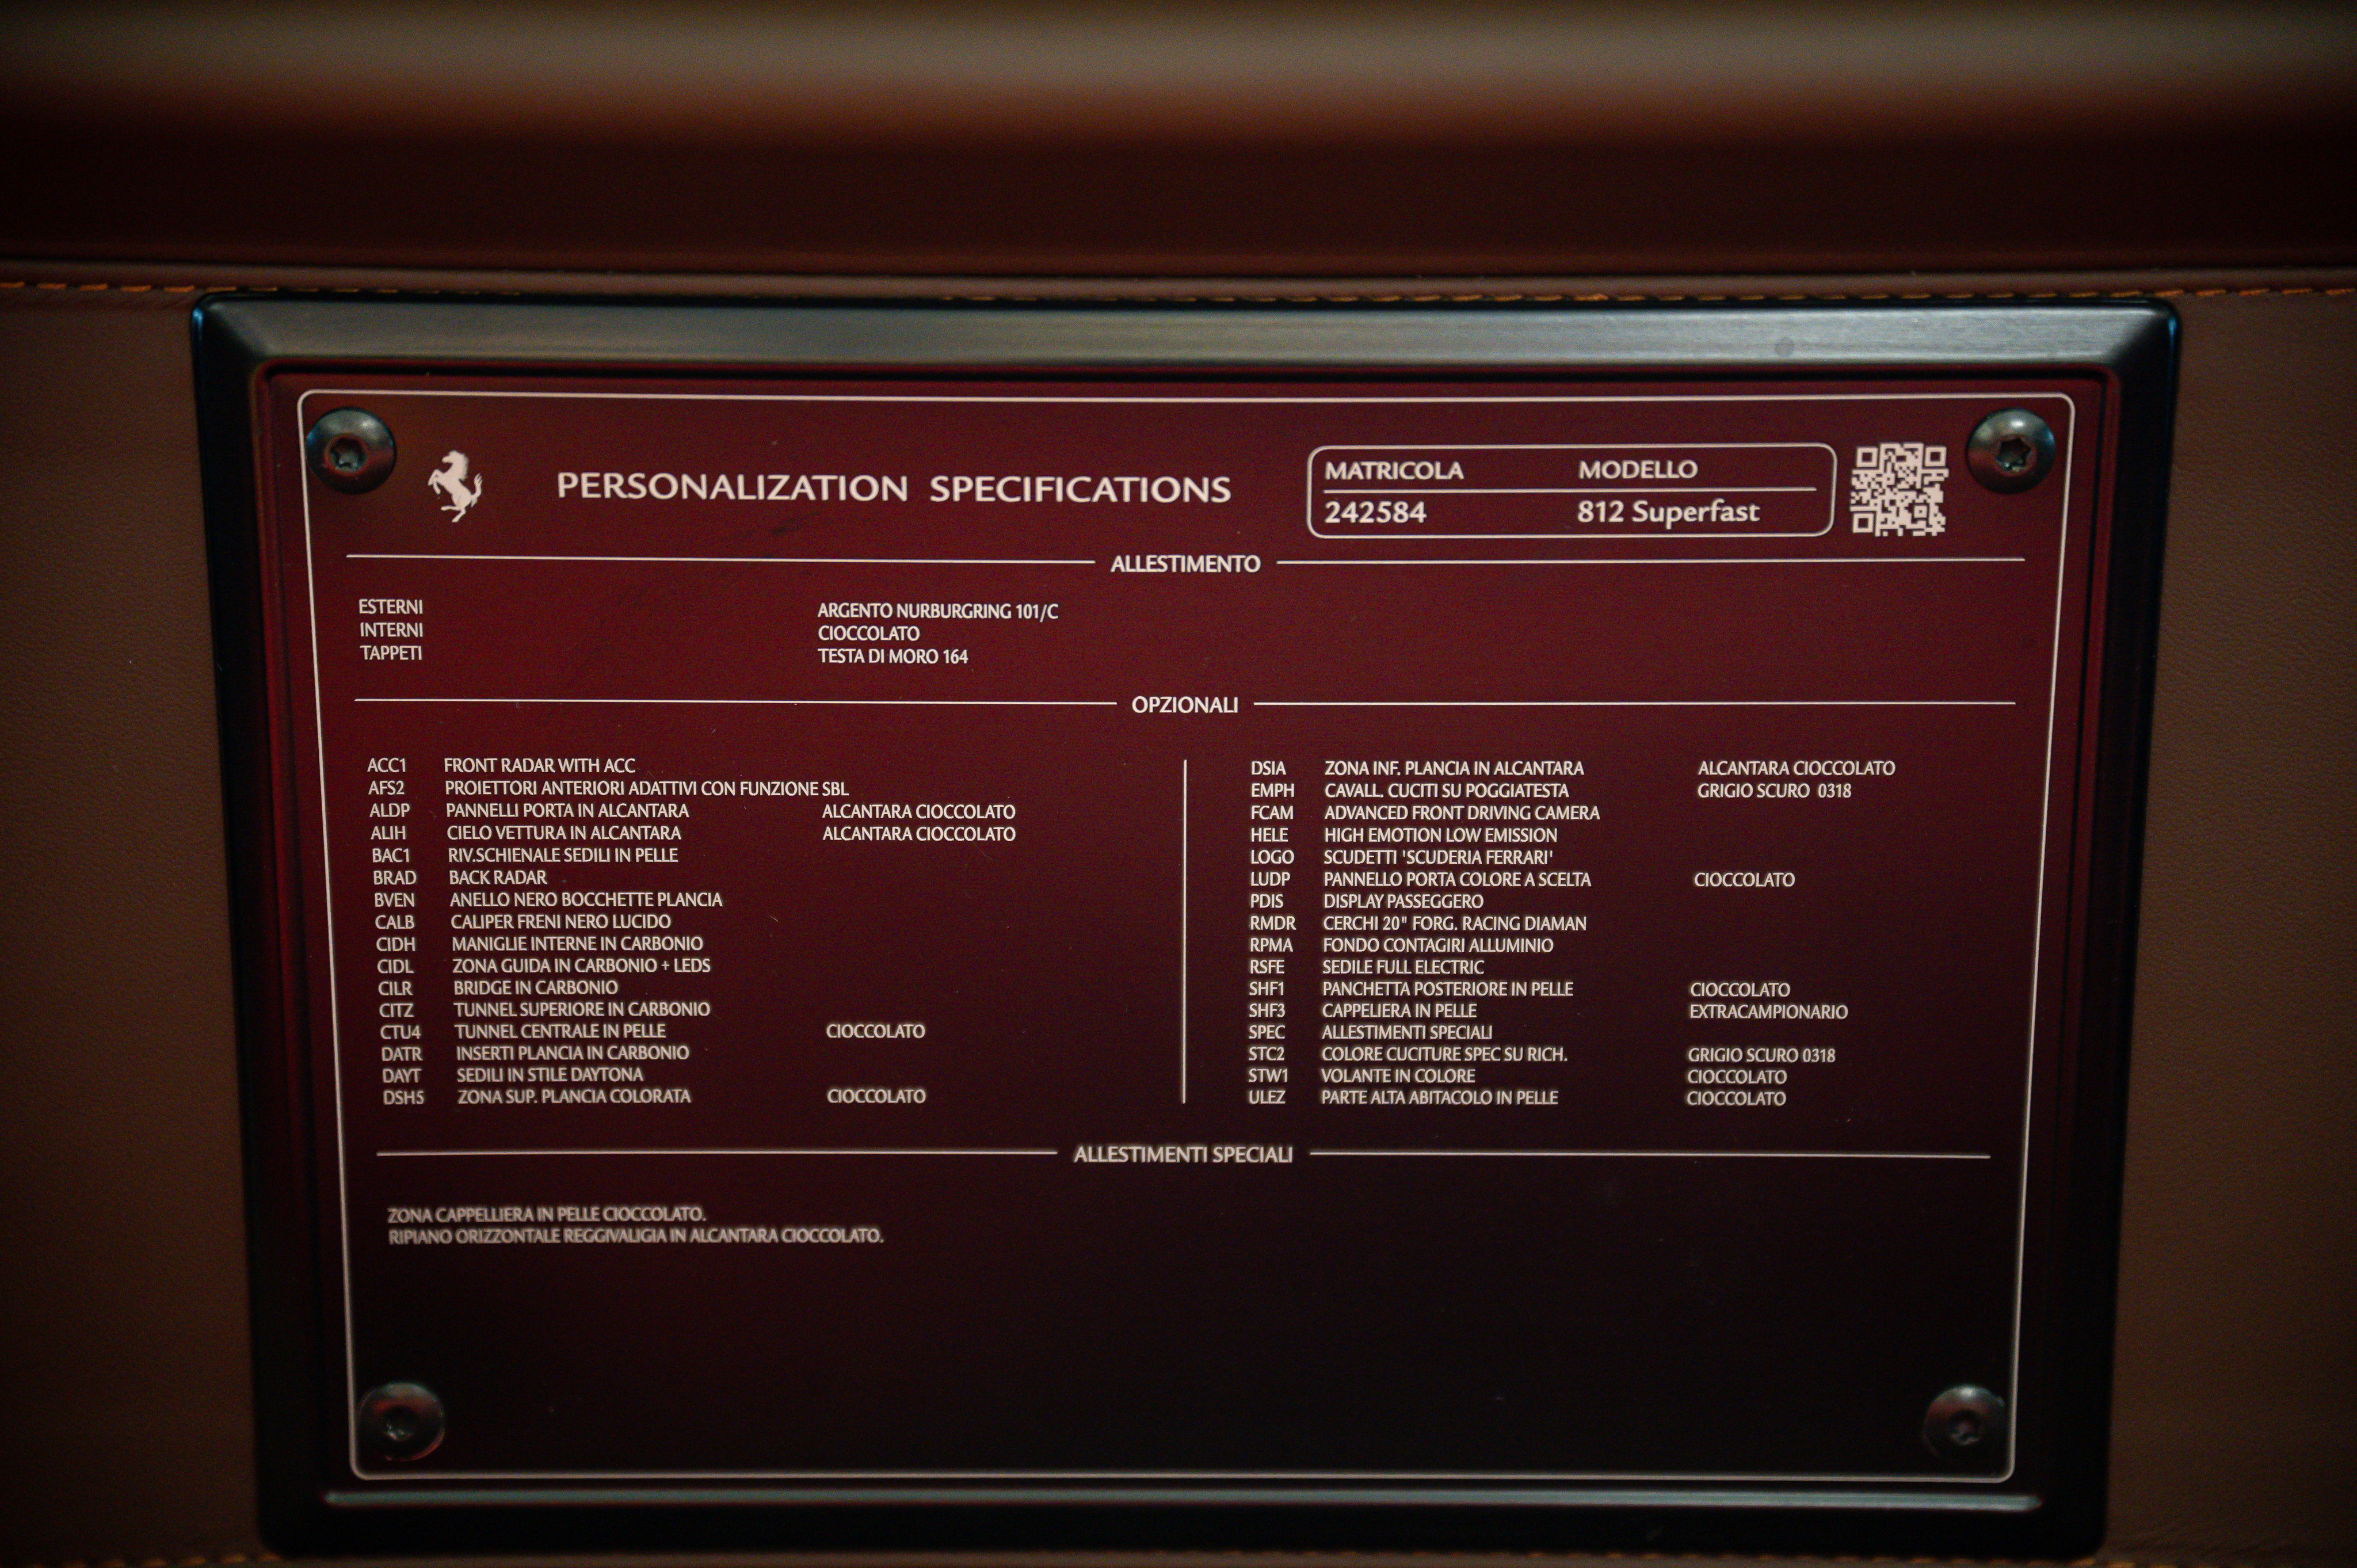 PERSONALIZATION SPECIFICATIONS
MATRICOLA MODELLO
242584 812 Superfast
ALLESTIMENTO
ESTERNI ARGENTO NURBURGRING 101/C
INTERNI CIOCCOLATO
TAPPETI TESTA DI MORO 164
OPZIONALI
ACC1 FRONT RADAR WITH ACC
AFS2 PROIETTORI ANTERIORI ADATTIVI CON FUNZIONE SBL
ALDP PANNELLI PORTA IN ALCANTARA ALCANTARA CIOCCOLATO
ALIH CIELO VETTURA IN ALCANTARA ALCANTARA CIOCCOLATO
BAC1 RIV.SCHIENALE SEDILI IN PELLE
BRAD BACK RADAR
BVEN ANELLO NERO BOCCHETTE PLANCIA
CALB CALIPER FRENI NERO LUCIDO
CIDH MANIGLIE INTERNE IN CARBONIO
CIDL ZONA GUIDA IN CARBONIO + LEDS
CILR BRIDGE IN CARBONIO
CITZ TUNNEL SUPERIORE IN CARBONIO
CTU4 TUNNEL CENTRALE IN PELLE CIOCCOLATO
DATR INSERTI PLANCIA IN CARBONIO
DAYT SEDILI IN STILE DAYTONA
DSH5 ZONA SUP. PLANCIA COLORATA CIOCCOLATO
DSIA ZONA INF. PLANCIA IN ALCANTARA ALCANTARA CIOCCOLATO
EMPH CAVALL. CUCITI SU POGGIATESTA GRIGIO SCURO 0318
FCAM ADVANCED FRONT DRIVING CAMERA
HELE HIGH EMOTION LOW EMISSION
LOGO SCUDETTI 'SCUDERIA FERRARI'
LUDP PANNELLO PORTA COLORE A SCELTA CIOCCOLATO
PDIS DISPLAY PASSEGGERO
RMDR CERCHI 20" FORG. RACING DIAMAN
RPMA FONDO CONTAGIRI ALLUMINIO
RSFE SEDILE FULL ELECTRIC
SHF1 PANCHETTA POSTERIORE IN PELLE CIOCCOLATO
SHF3 CAPPELIERA IN PELLE EXTRACAMPIONARIO
SPEC ALLESTIMENTI SPECIALI
STC2 COLORE CUCITURE SPEC SU RICH. GRIGIO SCURO 0318
STW1 VOLANTE IN COLORE CIOCCOLATO
ULEZ PARTE ALTA ABITACOLO IN PELLE CIOCCOLATO
ALLESTIMENTI SPECIALI
ZONA CAPPELLIERA IN PELLE CIOCCOLATO.
RIPIANO ORIZZONTALE REGGIVALIGIA IN ALCANTARA CIOCCOLATO.